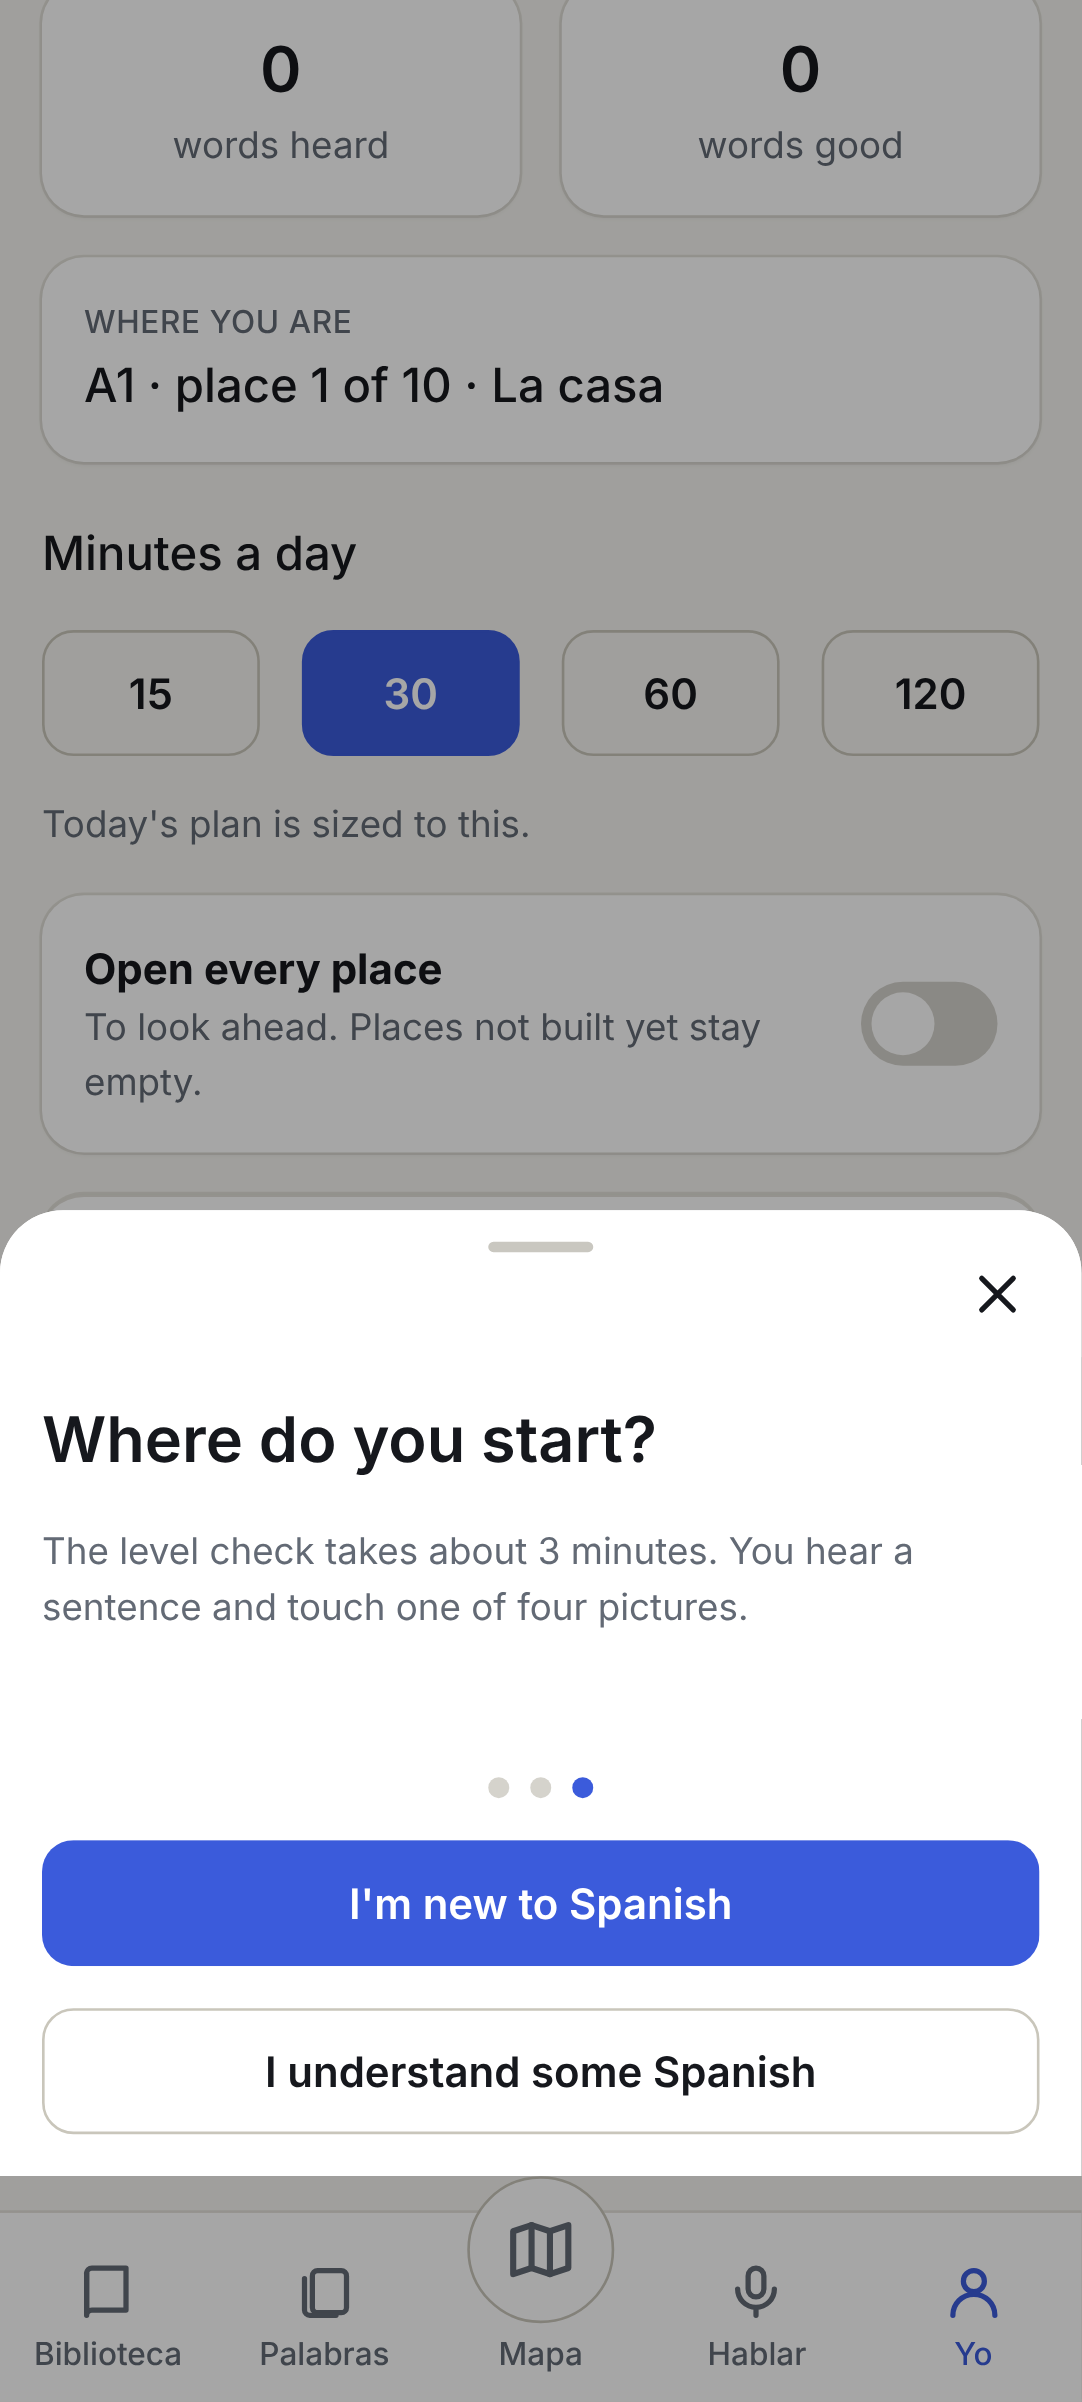 0
words heard
0
words good
WHERE YOU ARE
A1 · place 1 of 10 · La casa
Minutes a day
15
30
60
120
Today's plan is sized to this.
Open every place
To look ahead. Places not built yet stay
empty.
Where do you start?
The level check takes about 3 minutes. You hear a
sentence and touch one of four pictures.
I'm new to Spanish
I understand some Spanish
Biblioteca
Palabras
Mapa
Hablar
Yo